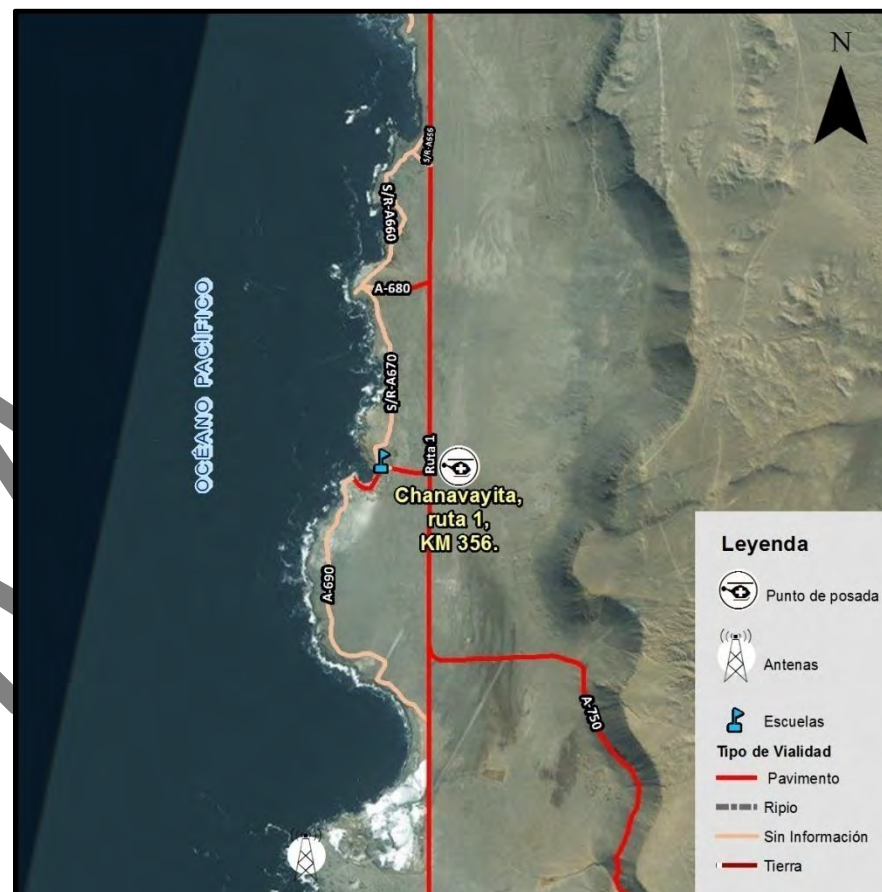 N
S/R-A656
S/R-A660
A-680
OCÉANO PACÍFICO
S/R-A670
Ruta 1
Chanavayita,
ruta 1,
KM 356.
A-690
A-750
Leyenda
Punto de posada
Antenas
Escuelas
Tipo de Vialidad
Pavimento
Ripio
Sin Información
Tierra